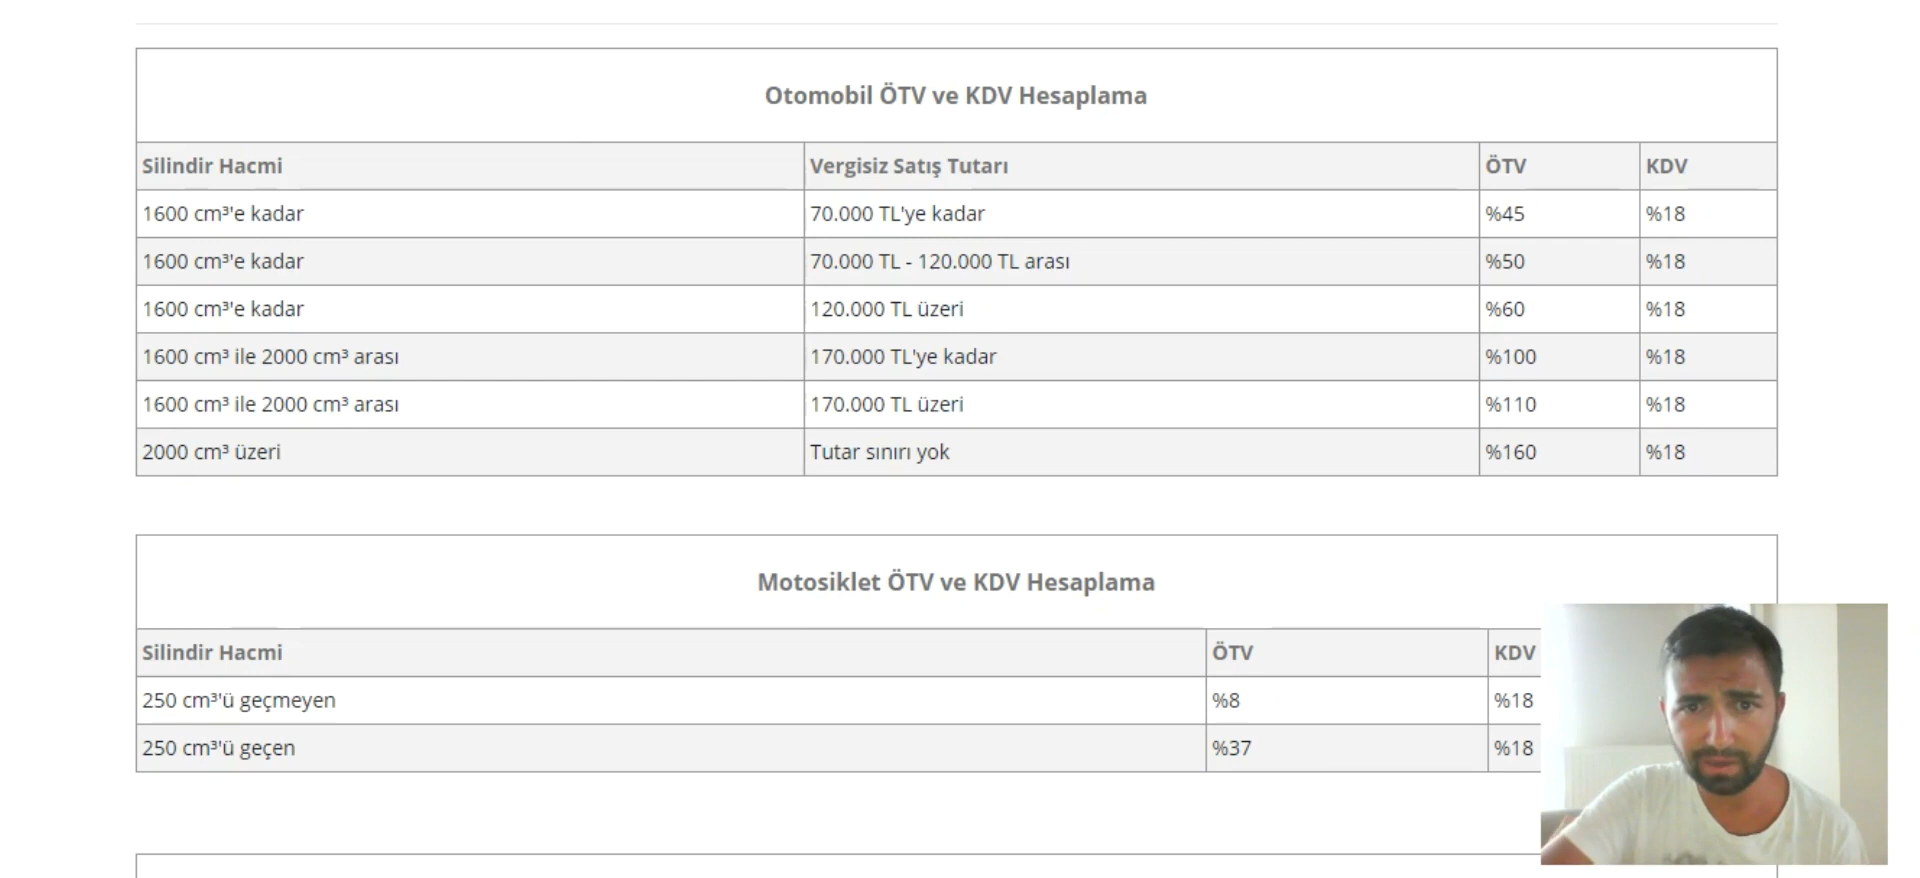 Otomobil ÖTV ve KDV Hesaplama
Silindir Hacmi Vergisiz Satış Tutarı ÖTV KDV
1600 cm³'e kadar 70.000 TL'ye kadar %45 %18
1600 cm³'e kadar 70.000 TL - 120.000 TL arası %50 %18
1600 cm³'e kadar 120.000 TL üzeri %60 %18
1600 cm³ ile 2000 cm³ arası 170.000 TL'ye kadar %100 %18
1600 cm³ ile 2000 cm³ arası 170.000 TL üzeri %110 %18
2000 cm³ üzeri Tutar sınırı yok %160 %18
Motosiklet ÖTV ve KDV Hesaplama
Silindir Hacmi ÖTV KDV
250 cm³'ü geçmeyen %8 %18
250 cm³'ü geçen %37 %18